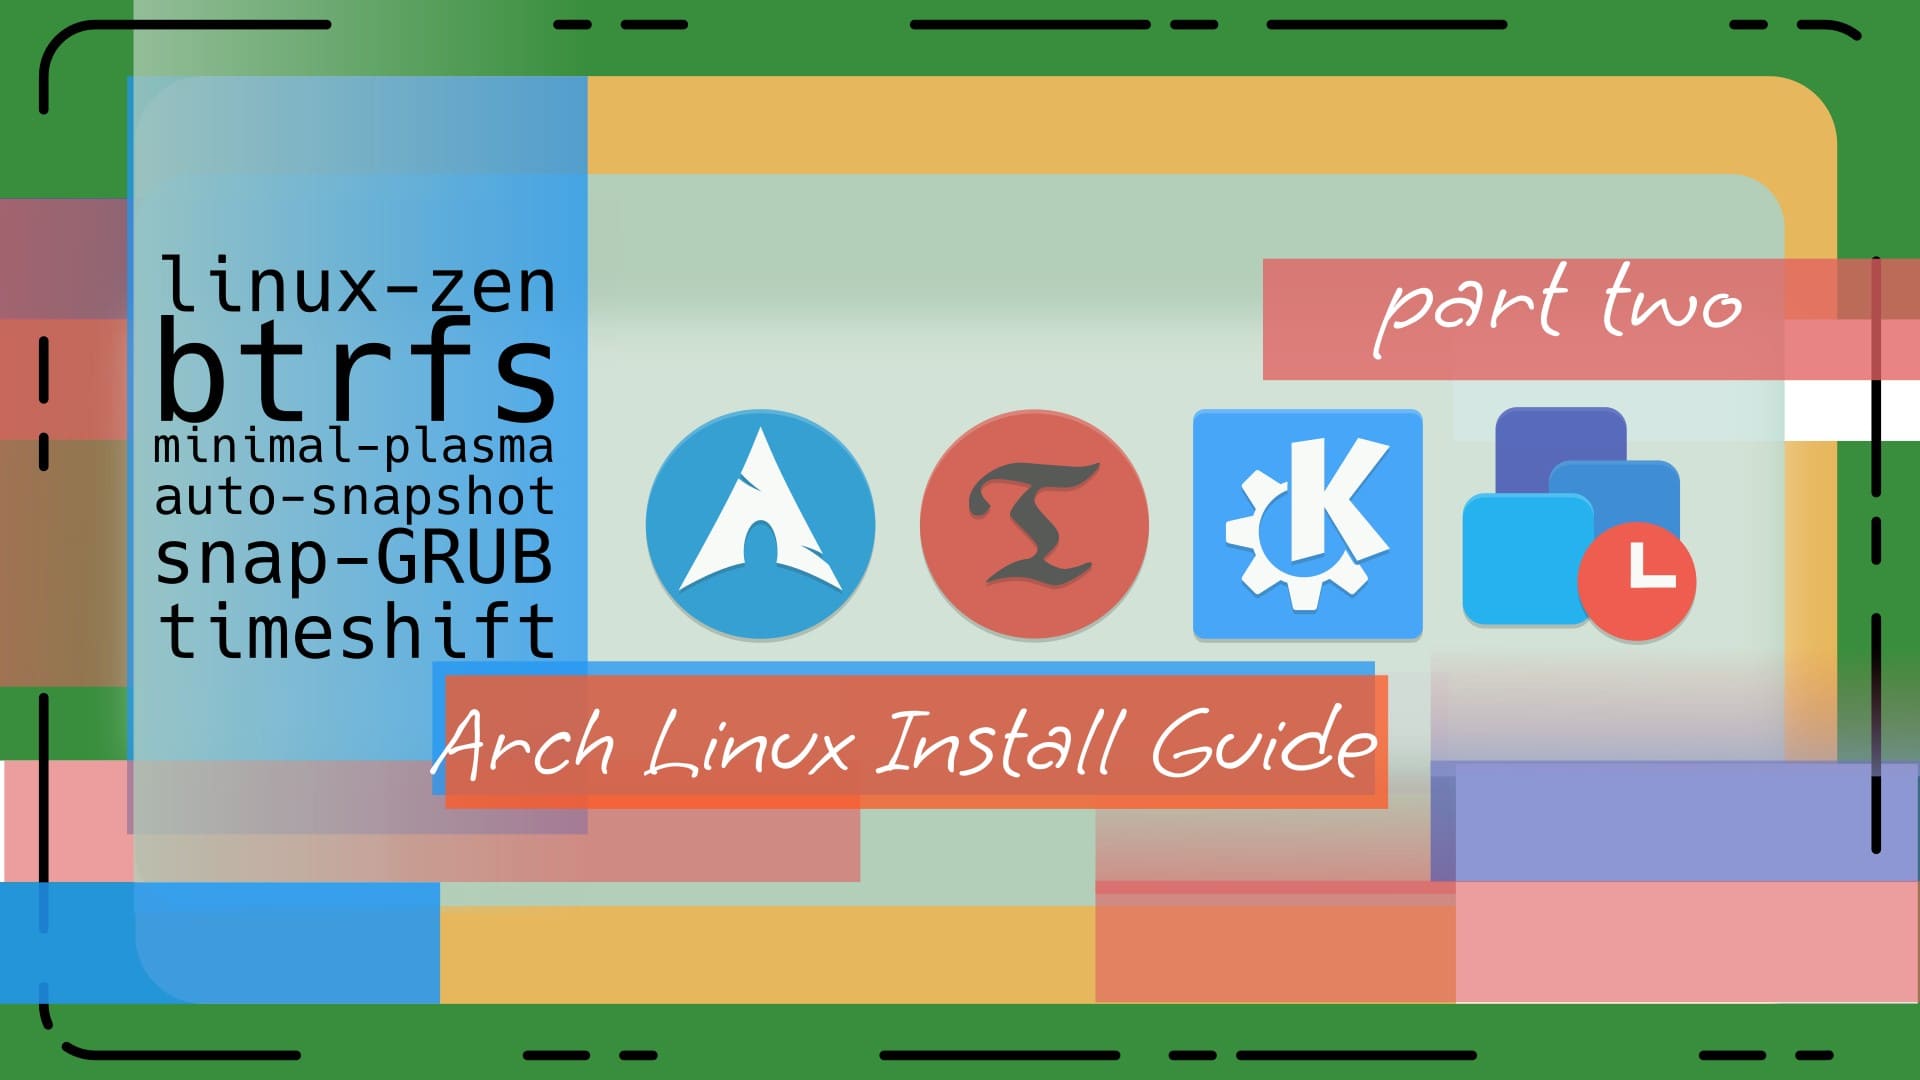 linux-zen
btrfs
minimal-plasma
auto-snapshot
snap-GRUB
timeshift
part two
Arch Linux Install Guide